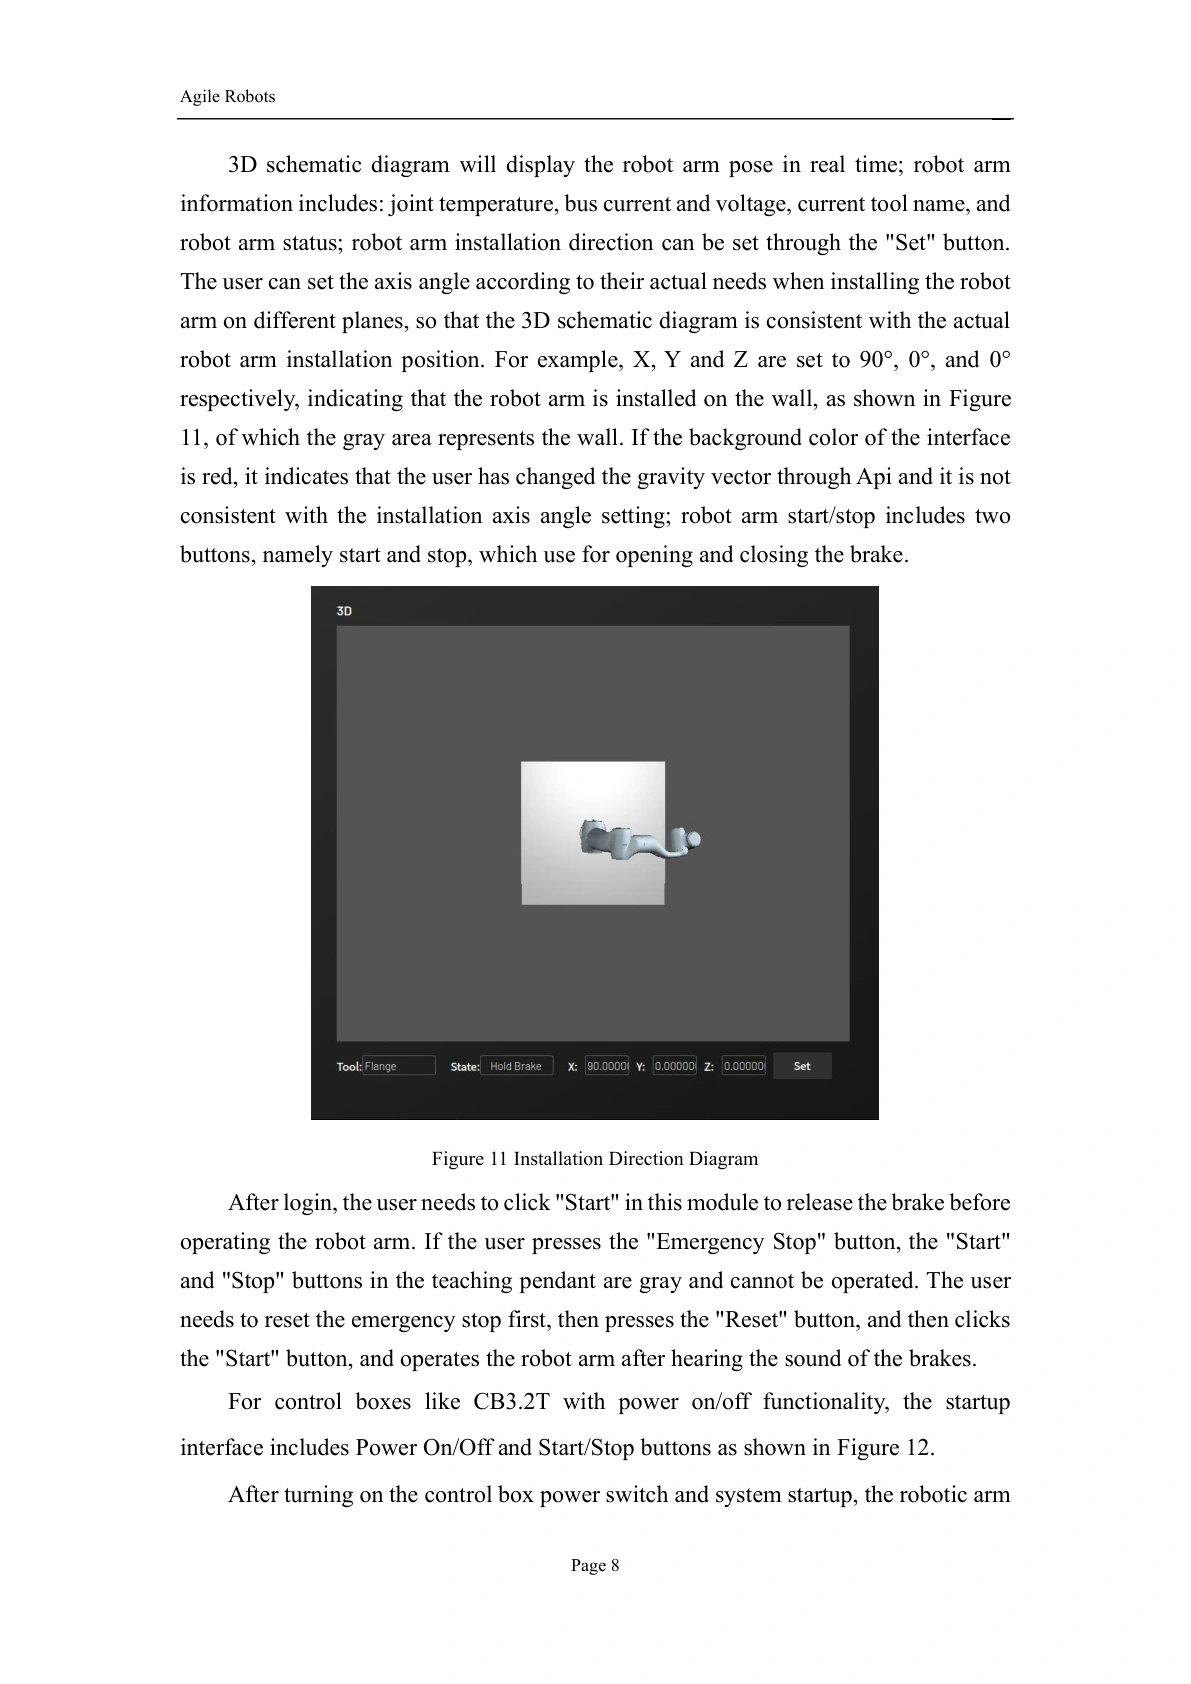 Agile Robots
3D schematic diagram will display the robot arm pose in real time; robot arm
information includes: joint temperature, bus current and voltage, current tool name, and
robot arm status; robot arm installation direction can be set through the "Set" button.
The user can set the axis angle according to their actual needs when installing the robot
arm on different planes, so that the 3D schematic diagram is consistent with the actual
robot arm installation position. For example, X, Y and Z are set to 90°, 0°, and 0°
respectively, indicating that the robot arm is installed on the wall, as shown in Figure
11, of which the gray area represents the wall. If the background color of the interface
is red, it indicates that the user has changed the gravity vector through Api and it is not
consistent with the installation axis angle setting; robot arm start/stop includes two
buttons, namely start and stop, which use for opening and closing the brake.
3D
Tool: Flange State: Hold Brake X: 90.0000 Y: 0.00000 Z: 0.00000 Set
Figure 11 Installation Direction Diagram
After login, the user needs to click "Start" in this module to release the brake before
operating the robot arm. If the user presses the "Emergency Stop" button, the "Start"
and "Stop" buttons in the teaching pendant are gray and cannot be operated. The user
needs to reset the emergency stop first, then presses the "Reset" button, and then clicks
the "Start" button, and operates the robot arm after hearing the sound of the brakes.
For control boxes like CB3.2T with power on/off functionality, the startup
interface includes Power On/Off and Start/Stop buttons as shown in Figure 12.
After turning on the control box power switch and system startup, the robotic arm
Page 8